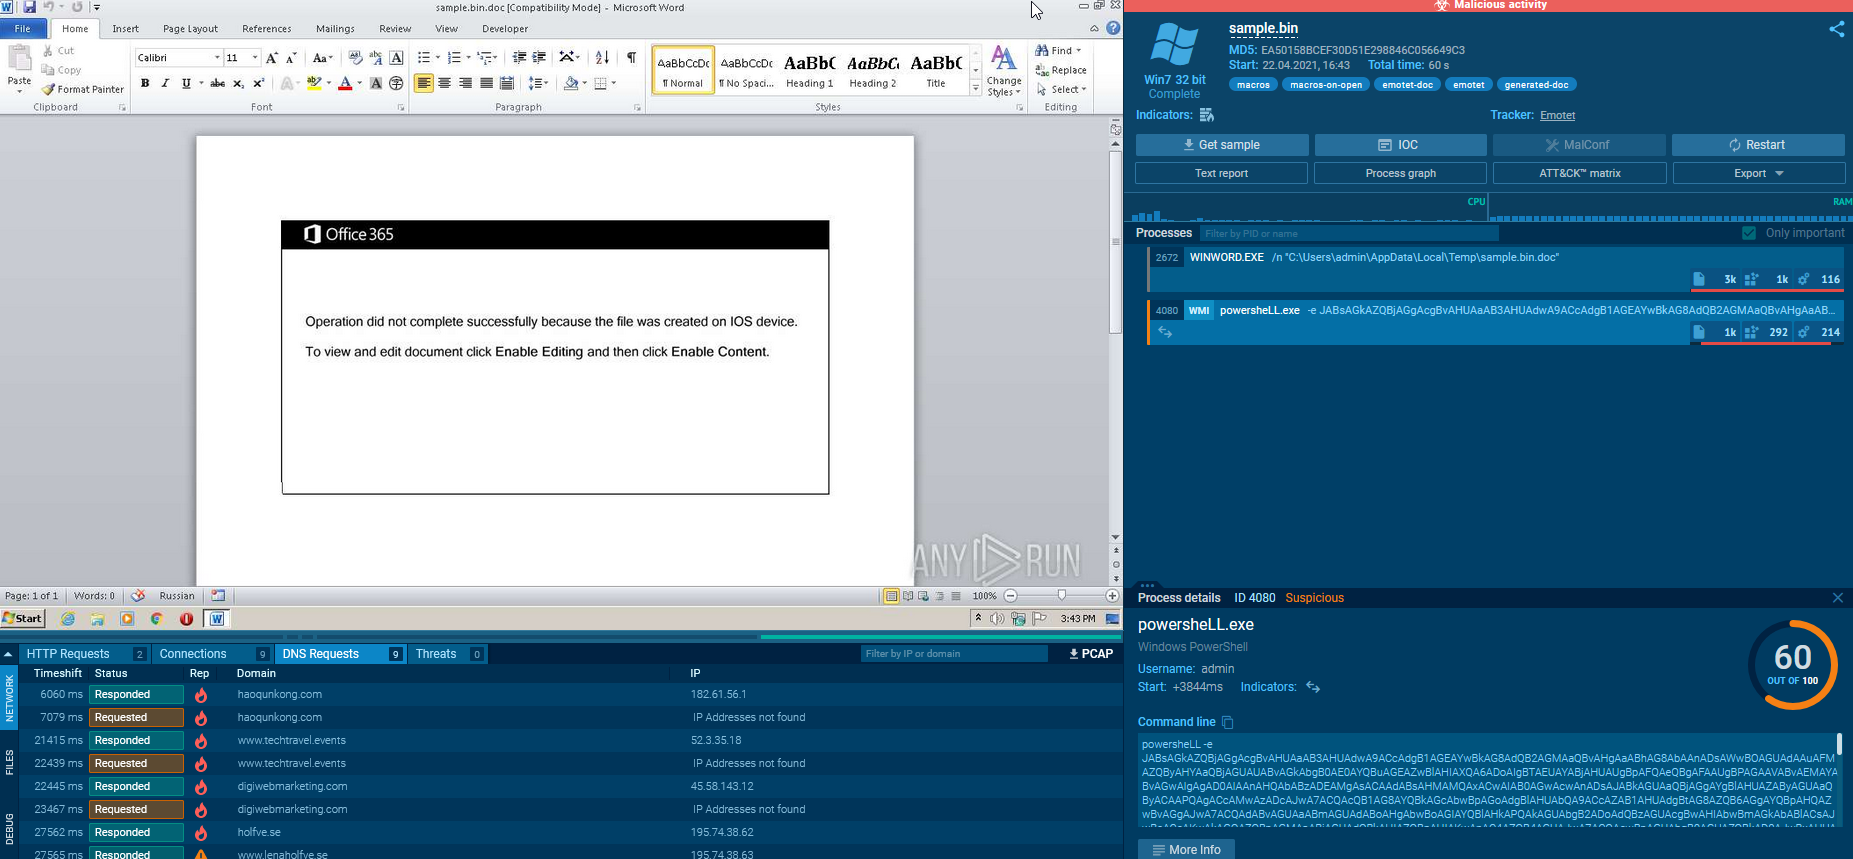 sample.bin.doc [Compatibility Mode] - Microsoft Word
File Home Insert Page Layout References Mailings Review View Developer
Paste
Cut
Copy
Format Painter
Clipboard
Calibri 11
Font
Paragraph
AaBbCcDc AaBbCcDc AaBbC AaBbCc AaBbC
¶ Normal ¶ No Spaci... Heading 1 Heading 2 Title
Change Styles
Styles
Find
Replace
Select
Editing
Office 365
Operation did not complete successfully because the file was created on IOS device.
To view and edit document click Enable Editing and then click Enable Content.
ANY RUN
Page: 1 of 1 Words: 0 Russian 100%
Start 3:43 PM
Malicious activity
sample.bin
MD5: EA50158BCEF30D51E298846C056649C3
Start: 22.04.2021, 16:43 Total time: 60 s
Win7 32 bit
Complete
macros macros-on-open emotet-doc emotet generated-doc
Indicators: Tracker: Emotet
Get sample IOC MalConf Restart
Text report Process graph ATT&CK™ matrix Export
CPU RAM
Processes Filter by PID or name Only important
2672 WINWORD.EXE /n "C:\Users\admin\AppData\Local\Temp\sample.bin.doc"
3k 1k 116
4080 WMI powersheLL.exe
1k 292 214
HTTP Requests 2 Connections 9 DNS Requests 9 Threats 0 Filter by IP or domain PCAP
NETWORK
FILES
DEBUG
Timeshift Status Rep Domain IP
6060 ms Responded haoqunkong.com 182.61.56.1
7079 ms Requested haoqunkong.com IP Addresses not found
21415 ms Responded www.techtravel.events 52.3.35.18
22439 ms Requested www.techtravel.events IP Addresses not found
22445 ms Responded digiwebmarketing.com 45.58.143.12
23467 ms Requested digiwebmarketing.com IP Addresses not found
27562 ms Responded holfve.se 195.74.38.62
27565 ms Responded www.lenaholfve.se 195.74.38.63
Process details ID 4080 Suspicious
powersheLL.exe
Windows PowerShell
Username: admin
Start: +3844ms Indicators:
60
OUT OF 100
Command line
powersheLL -e
More Info